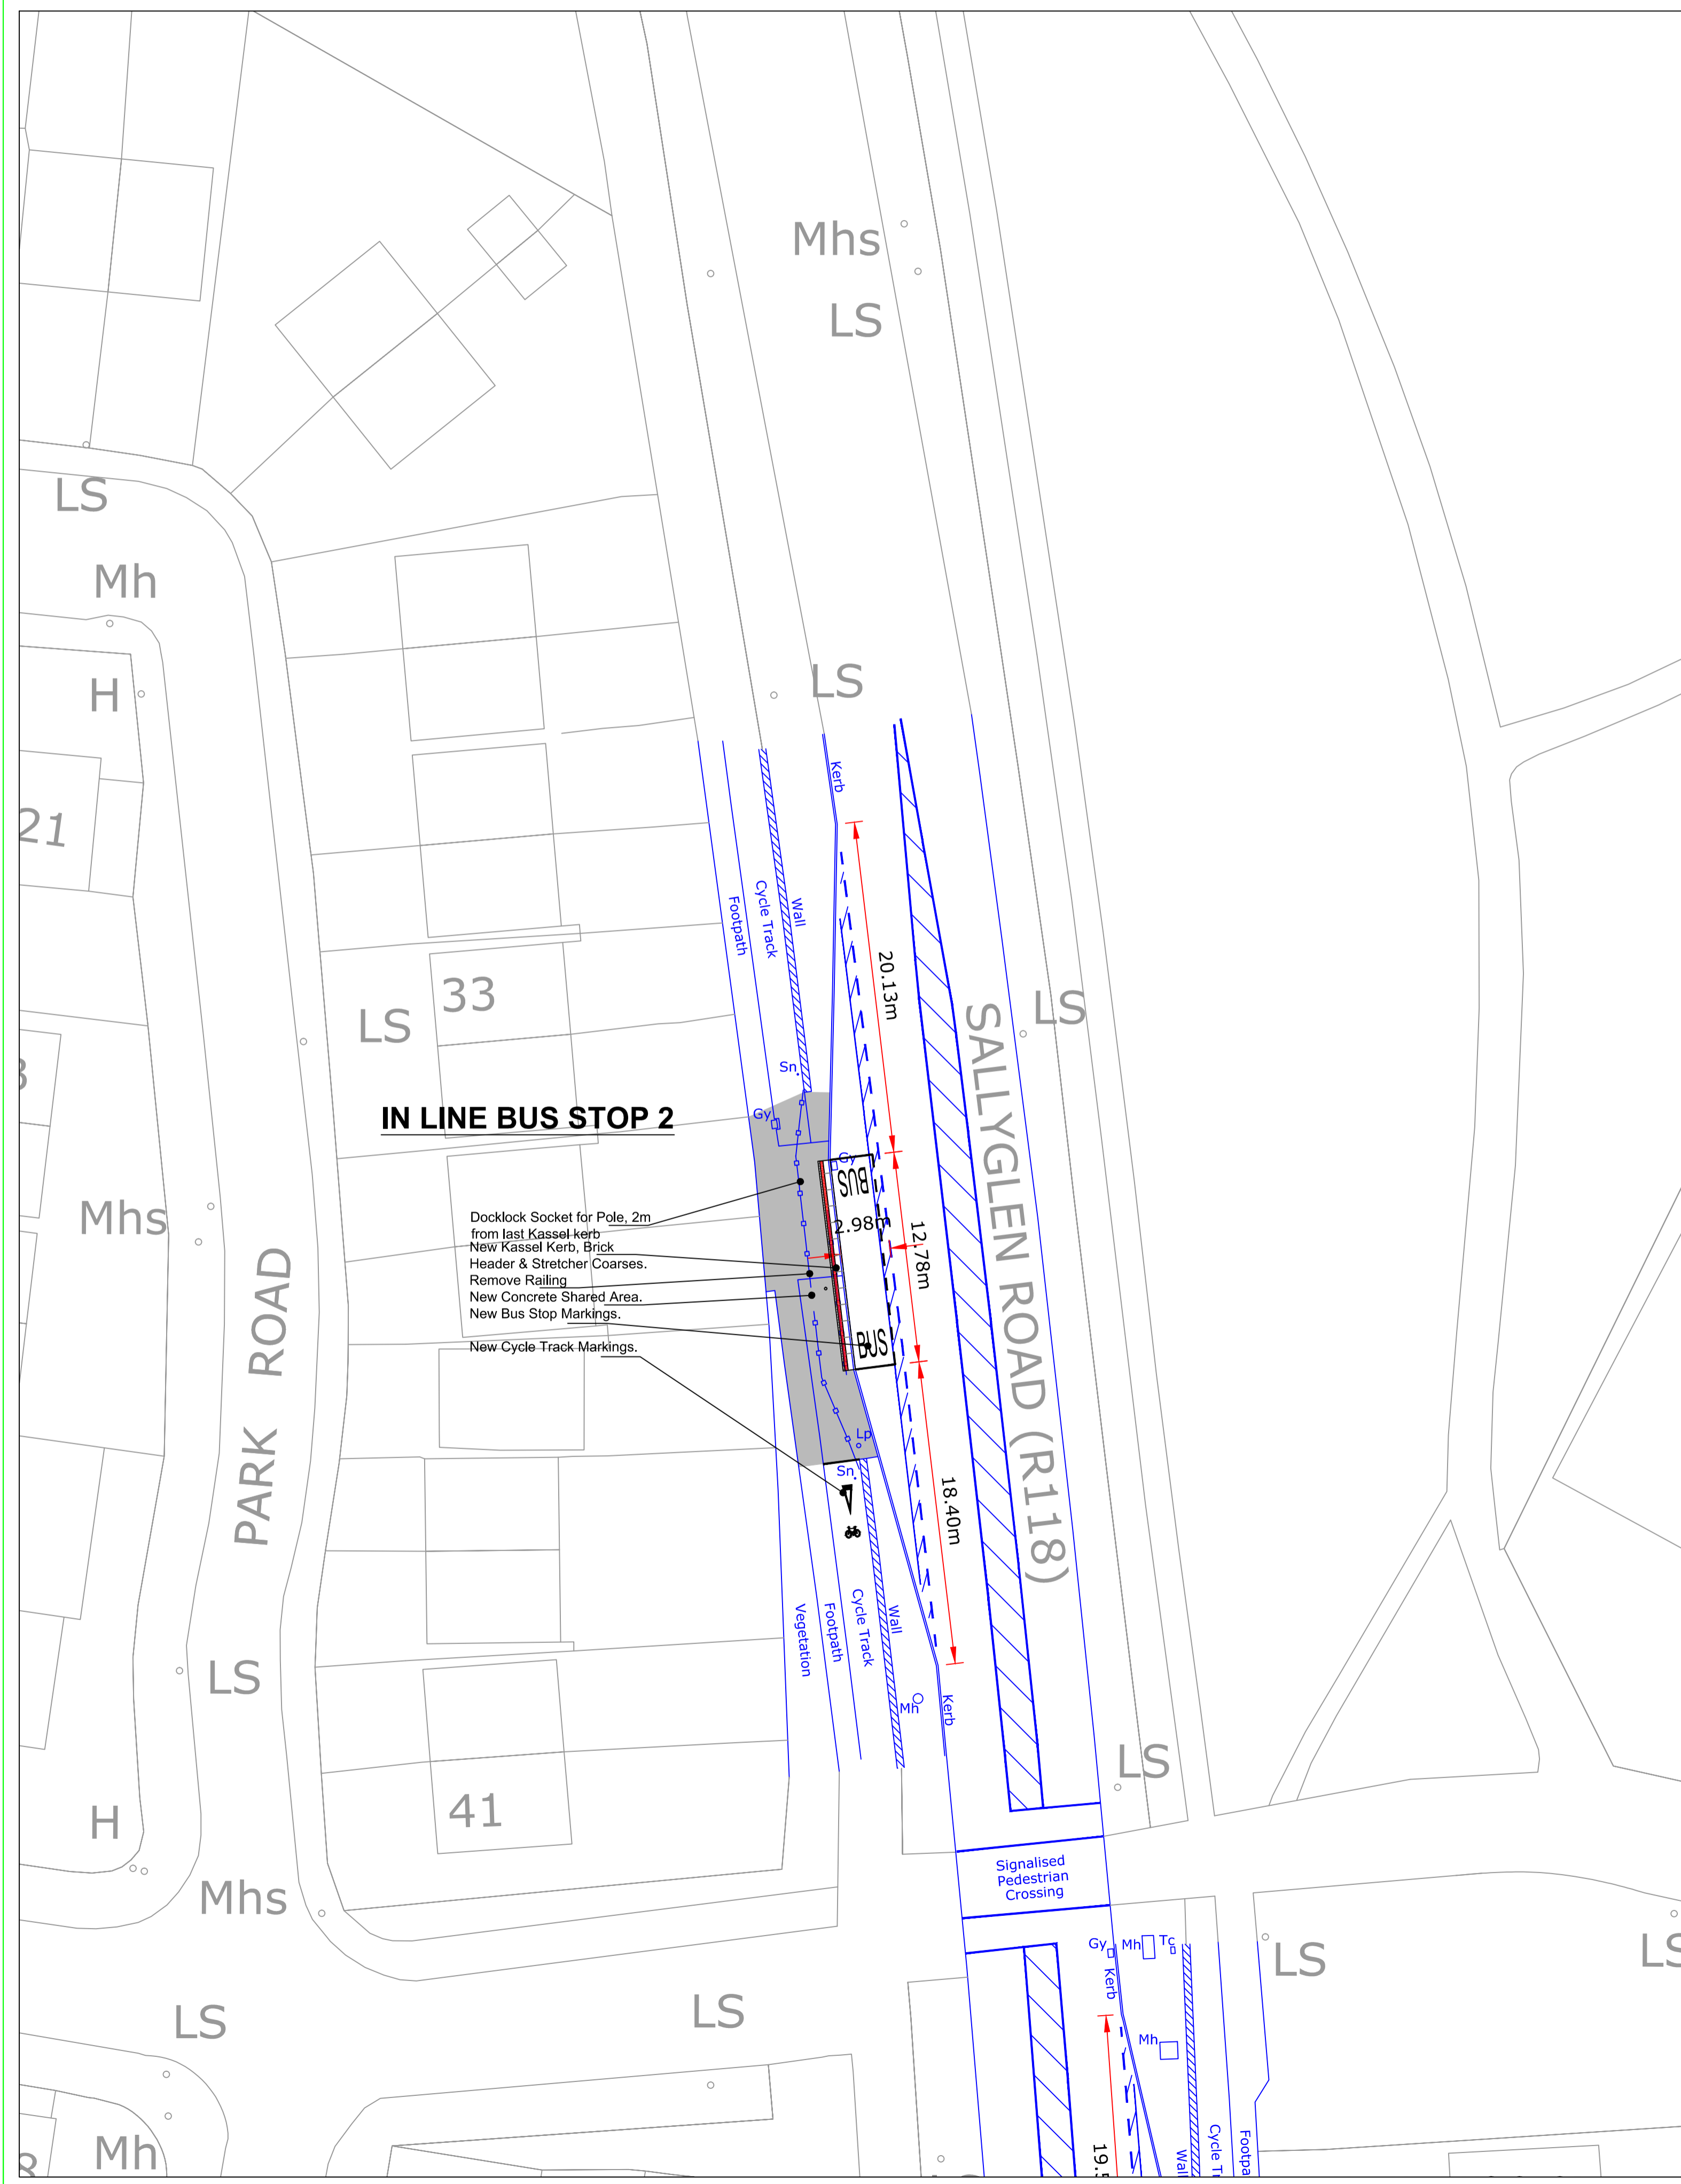 Mhs
LS
LS
Mh
H
LS
Kerb
21
Wall
Cycle Track
Footpath
20.13m
33
LS
LS
SALLYGLEN ROAD (R118)
Sn
IN LINE BUS STOP 2
Gy
Gy
BUS
Mhs
Docklock Socket for Pole, 2m
from last Kassel kerb
New Kassel Kerb, Brick
Header & Stretcher Coarses.
Remove Railing
New Concrete Shared Area.
New Bus Stop Markings.
New Cycle Track Markings.
2.98m
12.78m
BUS
PARK ROAD
Lp
Sn
18.40m
Vegetation
Footpath
Cycle Track
Wall
LS
Mh
Kerb
LS
41
H
Signalised
Pedestrian
Crossing
Mhs
Gy
Mh
Tc
LS
LS
Kerb
LS
LS
Mh
Mh
Cycle